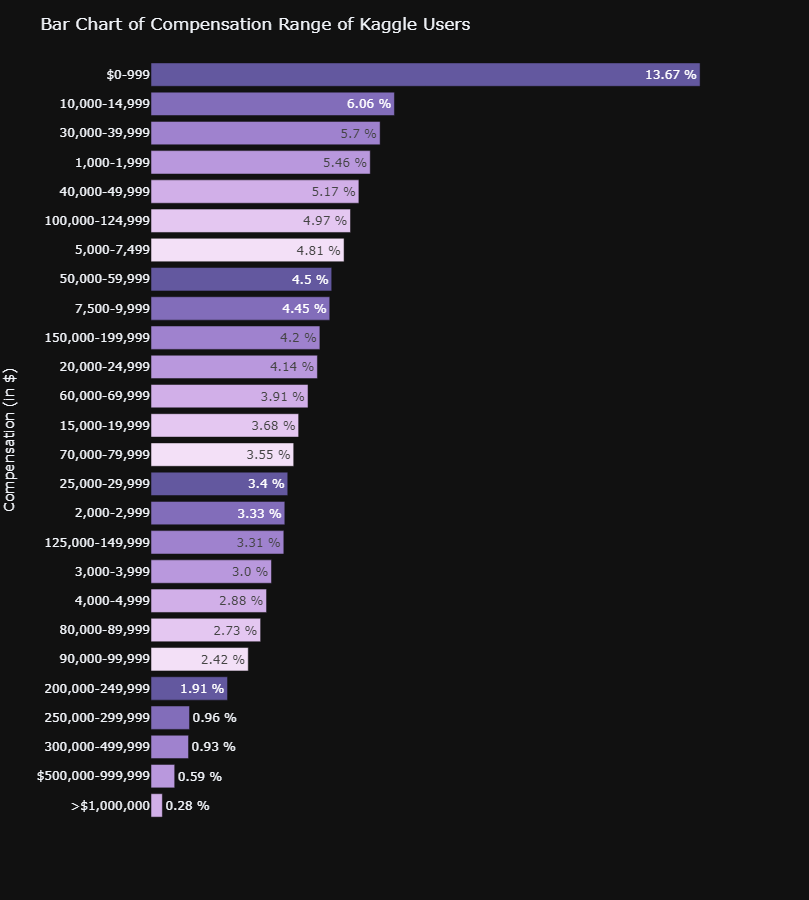 Bar Chart of Compensation Range of Kaggle Users
$0-999 13.67 %
10,000-14,999 6.06 %
30,000-39,999 5.7 %
1,000-1,999 5.46 %
40,000-49,999 5.17 %
100,000-124,999 4.97 %
5,000-7,499 4.81 %
50,000-59,999 4.5 %
7,500-9,999 4.45 %
150,000-199,999 4.2 %
20,000-24,999 4.14 %
60,000-69,999 3.91 %
15,000-19,999 3.68 %
70,000-79,999 3.55 %
25,000-29,999 3.4 %
2,000-2,999 3.33 %
125,000-149,999 3.31 %
3,000-3,999 3.0 %
4,000-4,999 2.88 %
80,000-89,999 2.73 %
90,000-99,999 2.42 %
200,000-249,999 1.91 %
250,000-299,999 0.96 %
300,000-499,999 0.93 %
$500,000-999,999 0.59 %
>$1,000,000 0.28 %
Compensation (in $)